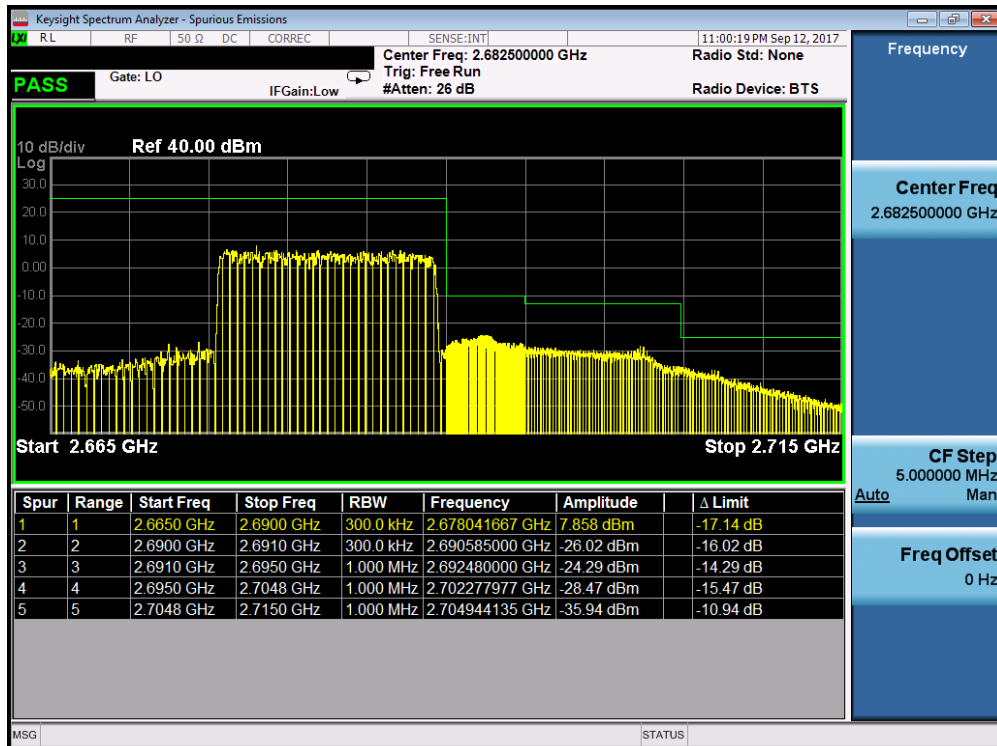 Keysight Spectrum Analyzer - Spurious Emissions
LXI RL RF 50 Ω DC CORREC SENSE:INT 11:00:19 PM Sep 12, 2017
Center Freq: 2.682500000 GHz Radio Std: None
Trig: Free Run
PASS Gate: LO IFGain:Low #Atten: 26 dB Radio Device: BTS
10 dB/div Ref 40.00 dBm
Log
30.0
20.0
10.0
0.00
-10.0
-20.0
-30.0
-40.0
-50.0
Start 2.665 GHz Stop 2.715 GHz
Spur Range Start Freq Stop Freq RBW Frequency Amplitude Δ Limit
1 1 2.6650 GHz 2.6900 GHz 300.0 kHz 2.678041667 GHz 7.858 dBm -17.14 dB
2 2 2.6900 GHz 2.6910 GHz 300.0 kHz 2.690585000 GHz -26.02 dBm -16.02 dB
3 3 2.6910 GHz 2.6950 GHz 1.000 MHz 2.692480000 GHz -24.29 dBm -14.29 dB
4 4 2.6950 GHz 2.7048 GHz 1.000 MHz 2.702277977 GHz -28.47 dBm -15.47 dB
5 5 2.7048 GHz 2.7150 GHz 1.000 MHz 2.704944135 GHz -35.94 dBm -10.94 dB
Frequency
Center Freq
2.682500000 GHz
CF Step
5.000000 MHz
Auto Man
Freq Offset
0 Hz
MSG STATUS